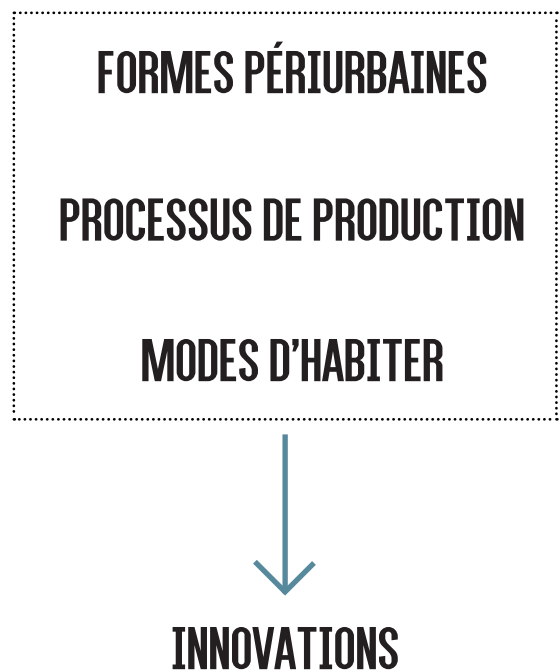 FORMES PÉRIURBAINES
PROCESSUS DE PRODUCTION
MODES D’HABITER
INNOVATIONS